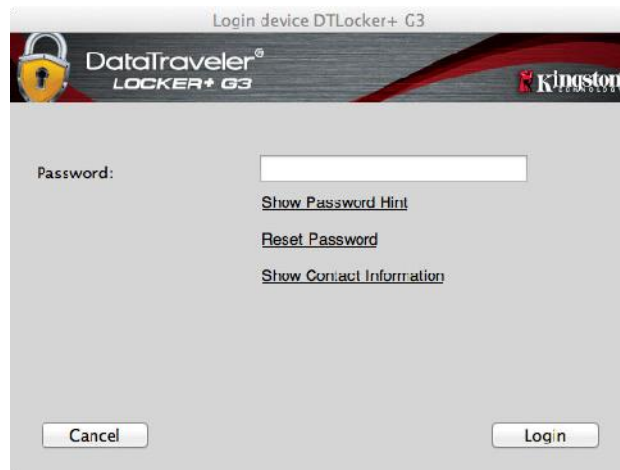 Login device DTLocker+ G3
DataTraveler®
LOCKER+ G3
Kingston
TECHNOLOGY
Password:
Show Password Hint
Reset Password
Show Contact Information
Cancel
Login